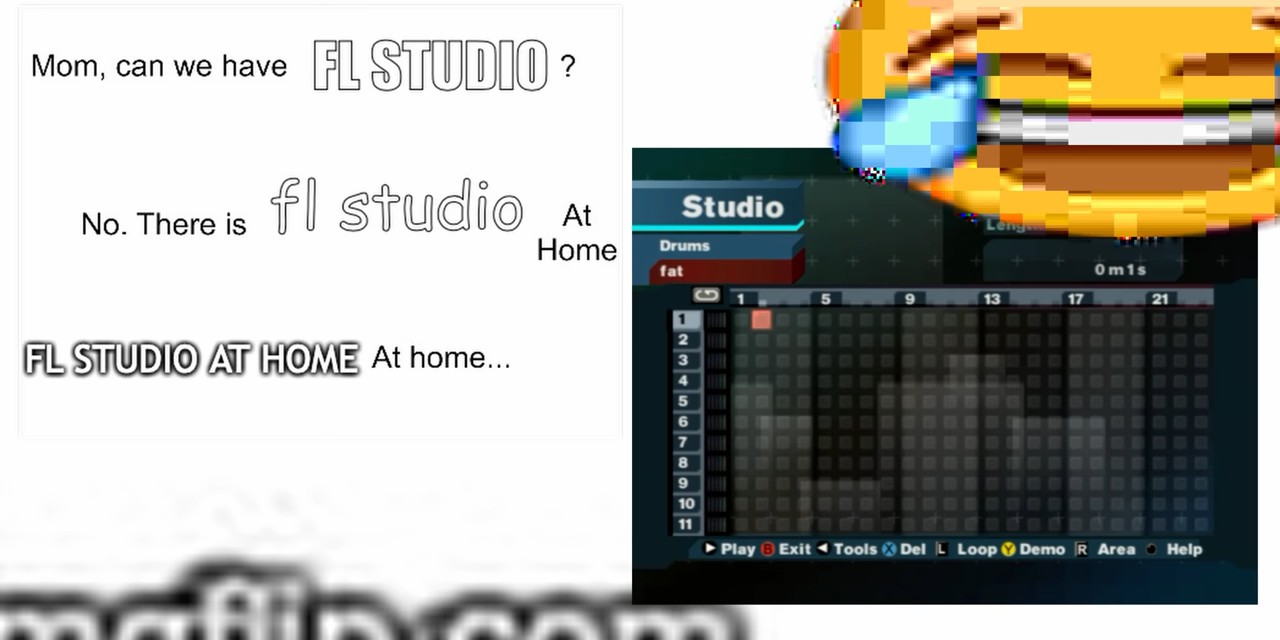 Mom, can we have FL STUDIO ?
No. There is fl studio At Home
FL STUDIO AT HOME At home...
Studio
Drums
fat
0m1s
1 5 9 13 17 21
1
2
3
4
5
6
7
8
9
10
11
Play B Exit Tools X Del L Loop Y Demo R Area Help